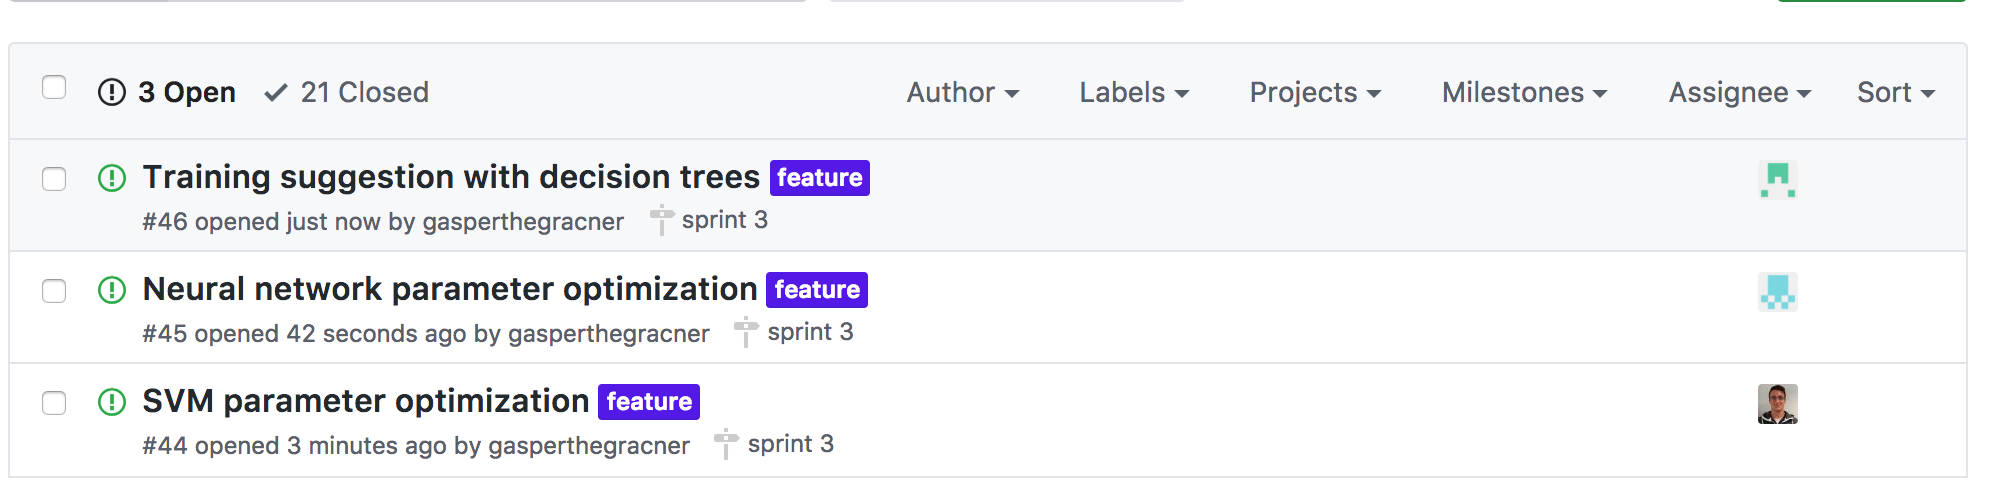 3 Open 21 Closed Author Labels Projects Milestones Assignee Sort
Training suggestion with decision trees feature
#46 opened just now by gasperthegracner sprint 3
Neural network parameter optimization feature
#45 opened 42 seconds ago by gasperthegracner sprint 3
SVM parameter optimization feature
#44 opened 3 minutes ago by gasperthegracner sprint 3